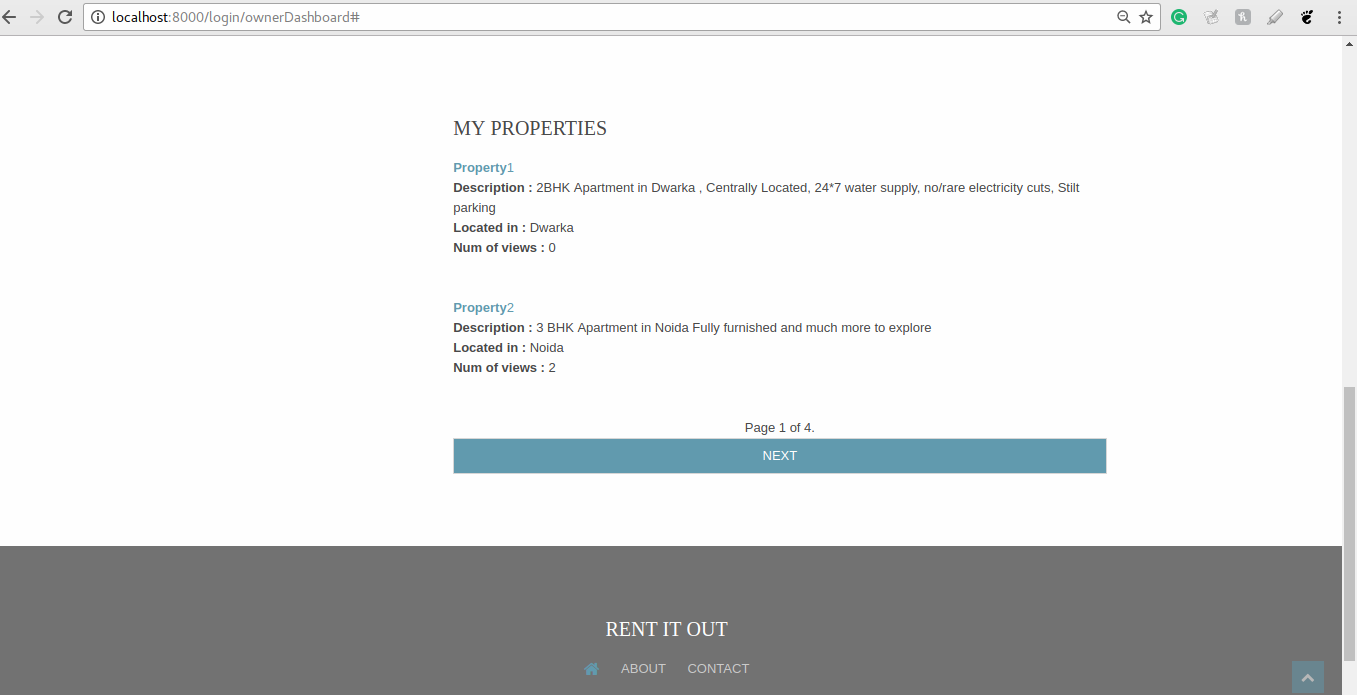 localhost:8000/login/ownerDashboard#
MY PROPERTIES
Property1
Description : 2BHK Apartment in Dwarka , Centrally Located, 24*7 water supply, no/rare electricity cuts, Stilt
parking
Located in : Dwarka
Num of views : 0
Property2
Description : 3 BHK Apartment in Noida Fully furnished and much more to explore
Located in : Noida
Num of views : 2
Page 1 of 4.
NEXT
RENT IT OUT
ABOUT CONTACT